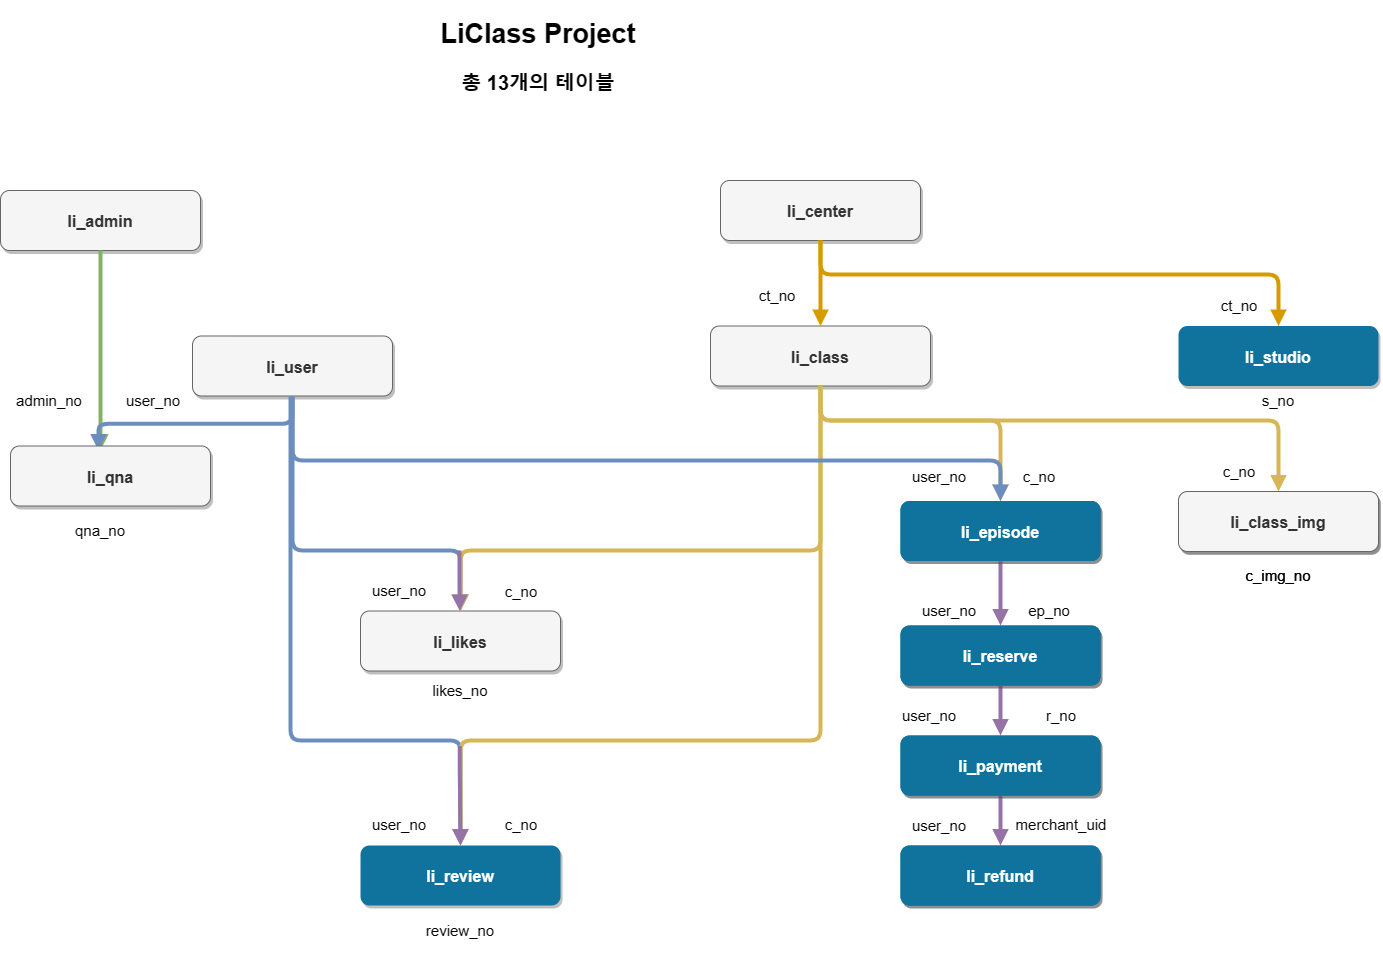 LiClass Project
총 13개의 테이블
li_admin
li_center
ct_no
ct_no
li_user
li_class
li_studio
admin_no
user_no
s_no
li_qna
user_no
c_no
c_no
qna_no
li_episode
li_class_img
c_img_no
user_no
c_no
user_no
ep_no
li_likes
li_reserve
likes_no
user_no
r_no
li_payment
user_no
c_no
user_no
merchant_uid
li_review
li_refund
review_no